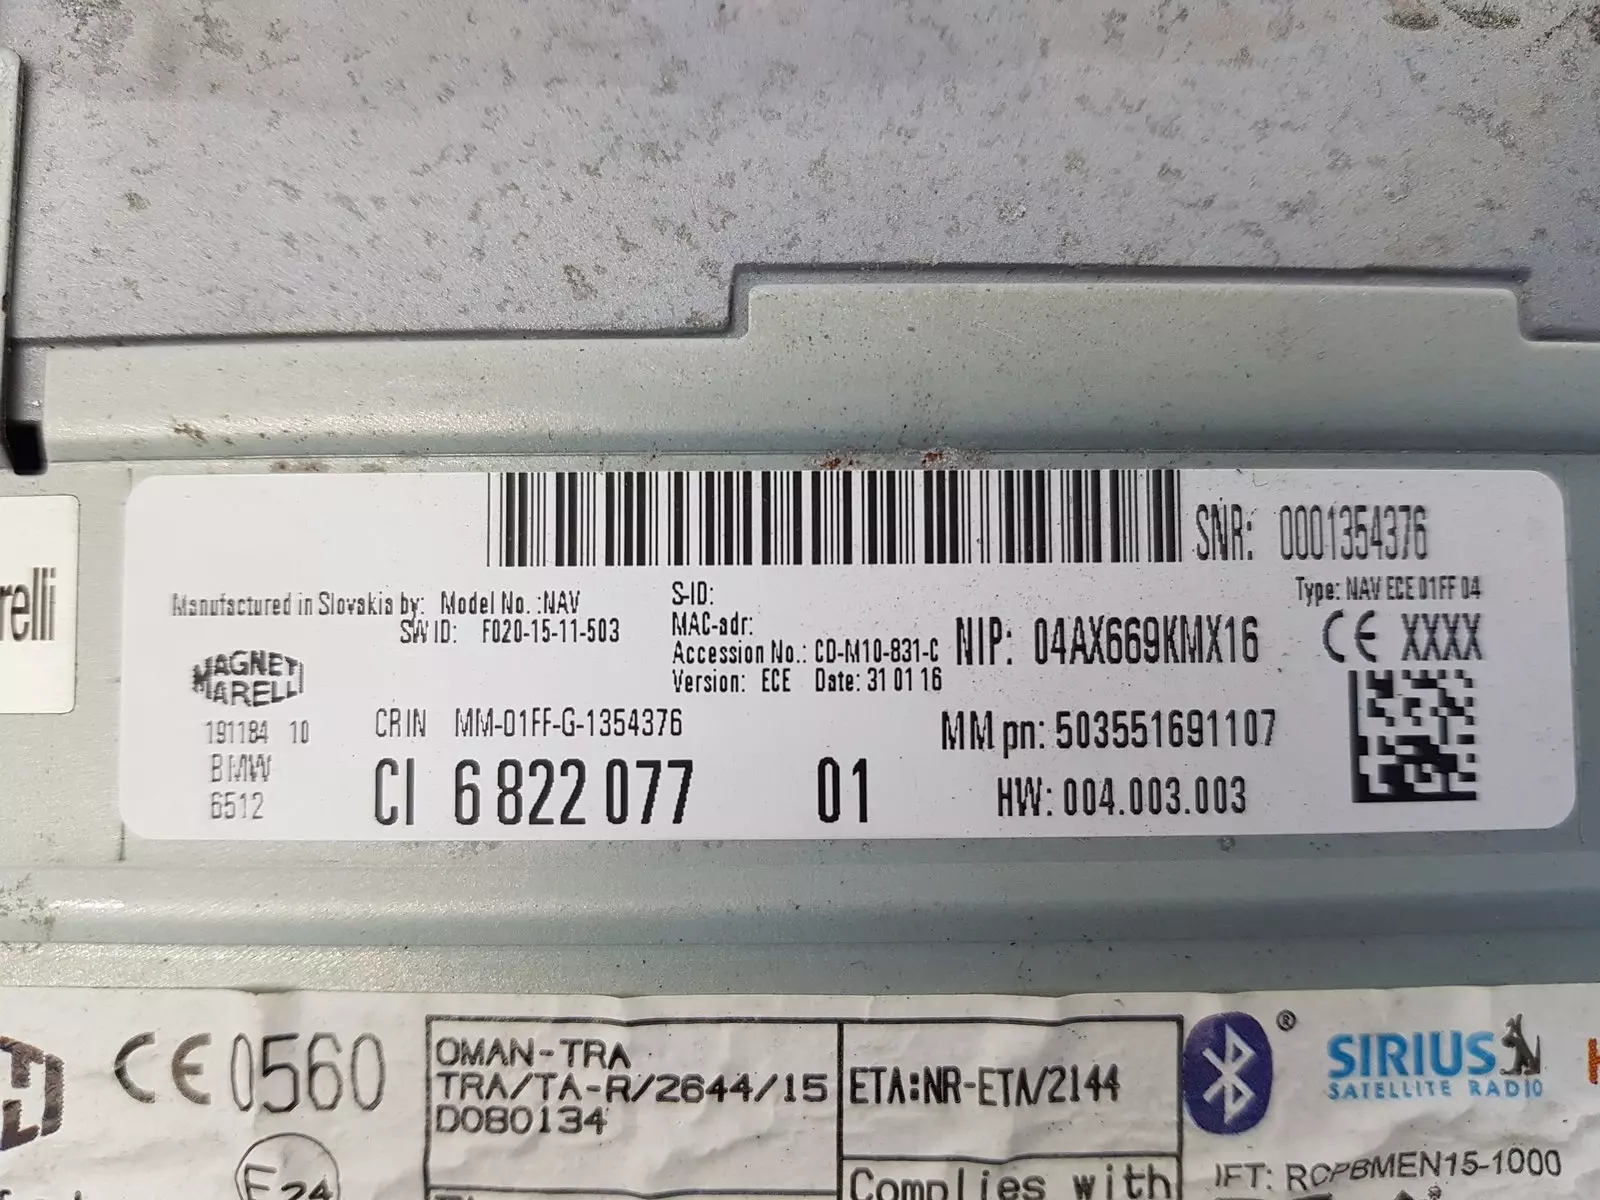 SNR: 0001354376
Manufactured in Slovakia by: Model No. :NAV
SW ID: F020-15-11-503
S-ID:
MAC-adr:
Accession No.: CD-M10-831-C
Version: ECE Date: 31 01 16
NIP: 04AX669KMX16
Type: NAV ECE 01FF 04
CE XXXX
MAGNETI
MARELLI
191184 10
BMW
6512
CRIN MM-01FF-G-1354376
CI 6 822 077 01
MM pn: 503551691107
HW: 004.003.003
relli
CE 0560
OMAN-TRA
TRA/TA-R/2644/15
D080134
ETA:NR-ETA/2144
Complies with
®
SIRIUS
SATELLITE RADIO
IFT: RCPBMEN15-1000
E24